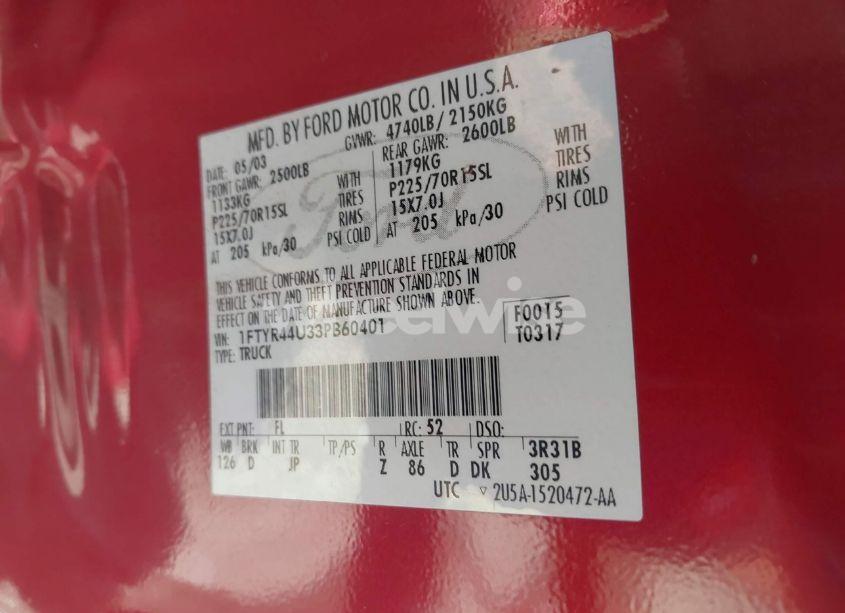 MFD. BY FORD MOTOR CO. IN U.S.A.
DATE: 05/03 GVWR: 4740LB/ 2150KG
FRONT GAWR: 2500LB REAR GAWR: 2600LB
1133KG WITH 1179KG WITH
P225/70R15SL TIRES P225/70R15SL TIRES
15X7.0J RIMS 15X7.0J RIMS
AT 205 kPa/30 PSI COLD AT 205 kPa/30 PSI COLD
Ford
THIS VEHICLE CONFORMS TO ALL APPLICABLE FEDERAL MOTOR
VEHICLE SAFETY AND THEFT PREVENTION STANDARDS IN
EFFECT ON THE DATE OF MANUFACTURE SHOWN ABOVE.
VIN: 1FTYR44U33PB60401 F0015
TYPE: TRUCK T0317
EXT PNT: FL RC: 52 DSO:
WB BRK INT TR TP/PS R AXLE TR SPR 3R31B
126 D JP Z 86 D DK 305
UTC ▽ 2U5A-1520472-AA